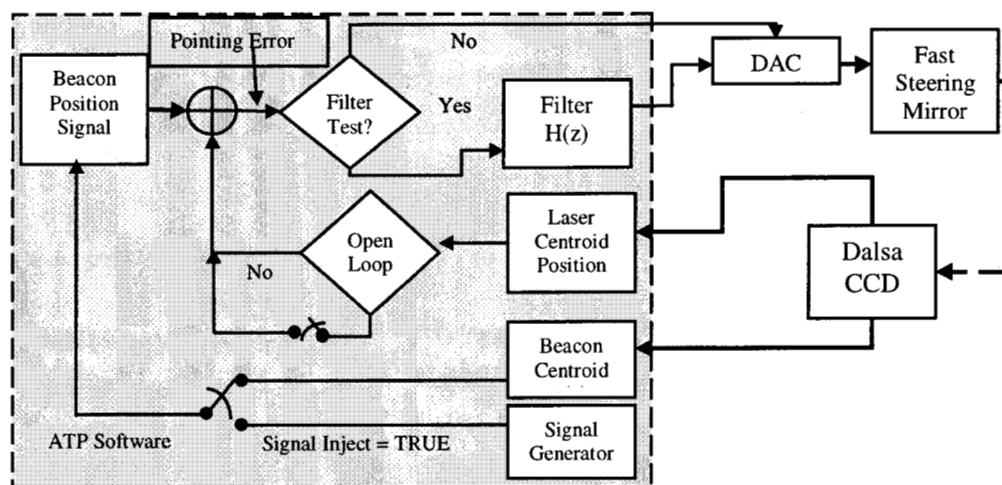 Pointing Error
No
DAC
Fast
Steering
Mirror
Beacon
Position
Signal
Filter
Test?
Yes
Filter
H(z)
Laser
Centroid
Position
Open
Loop
No
Dalsa
CCD
Beacon
Centroid
Signal
Generator
ATP Software
Signal Inject = TRUE